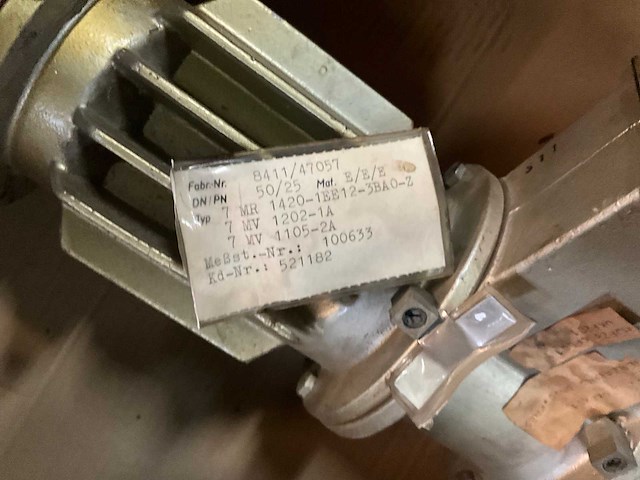 Fabr-Nr. 8411/47057
DN/PN 50/25 Mat. E/E/E
Typ 7 MR 1420-1EE12-3BA0-Z
7 MV 1202-1A
7 MV 1105-2A
Meßst.-Nr.: 100633
Kd-Nr.: 521182